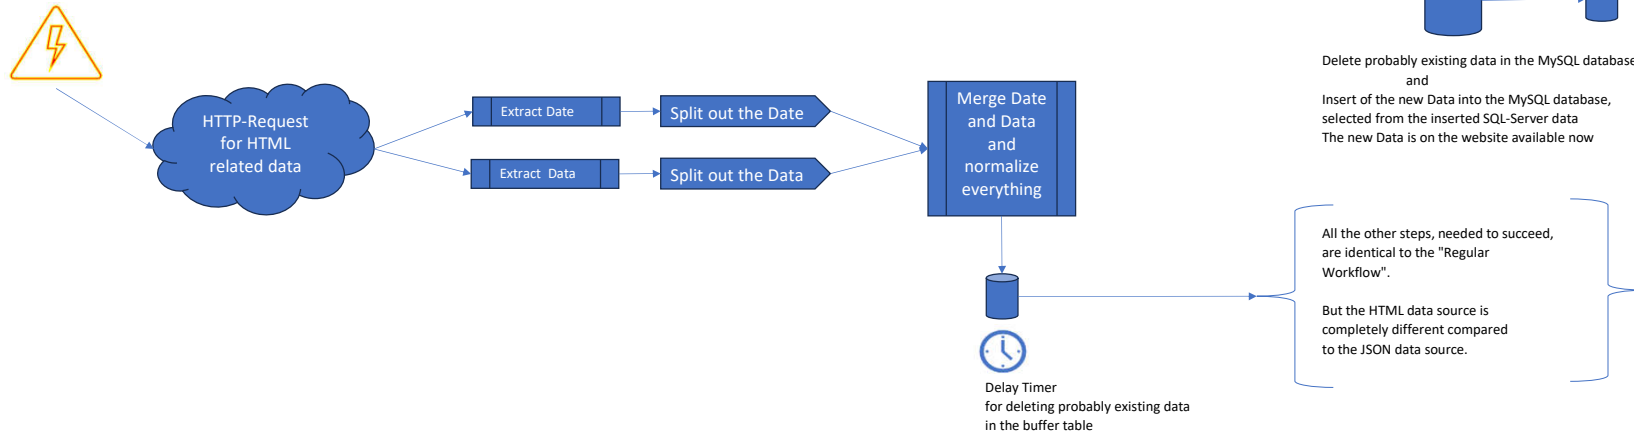 Delete probably existing data in the MySQL database
and
Insert of the new Data into the MySQL database,
selected from the inserted SQL-Server data
The new Data is on the website available now
HTTP-Request
for HTML
related data
Extract Date
Split out the Date
Extract Data
Split out the Data
Merge Date
and Data
and
normalize
everything
All the other steps, needed to succeed,
are identical to the "Regular
Workflow".
But the HTML data source is
completely different compared
to the JSON data source.
Delay Timer
for deleting probably existing data
in the buffer table